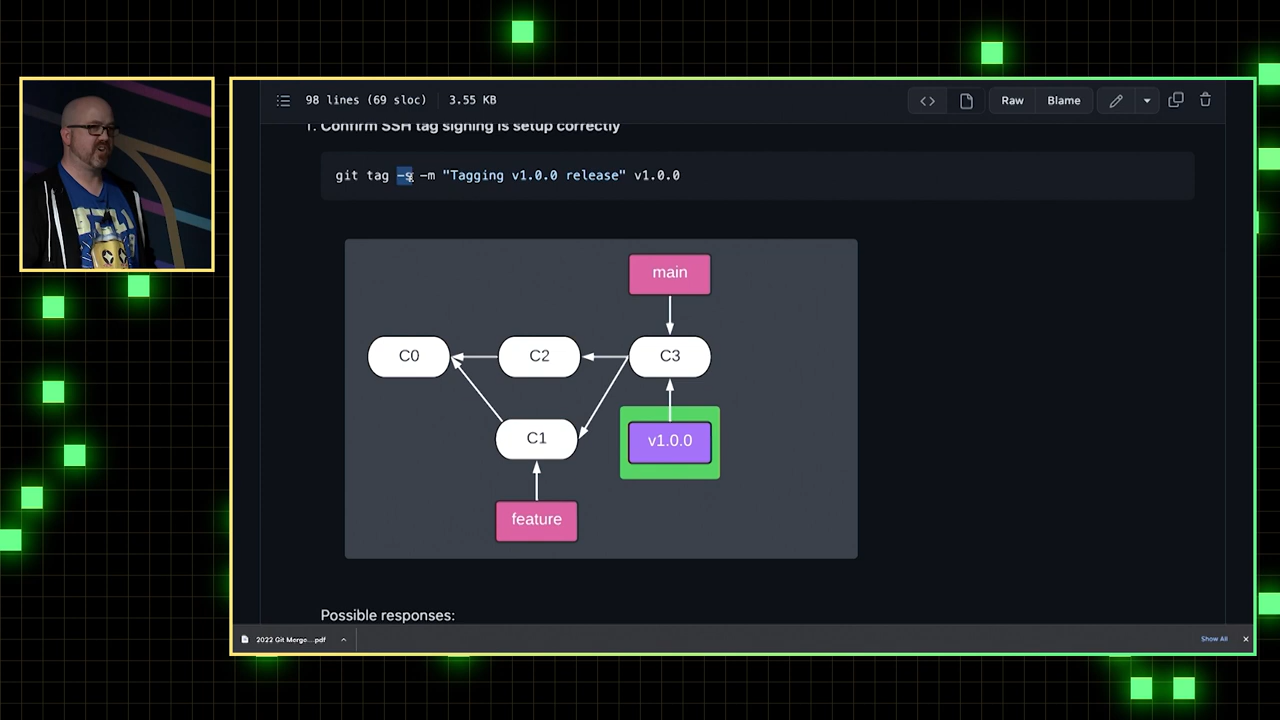 98 lines (69 sloc) 3.55 KB
Raw Blame
1. Confirm SSH tag signing is setup correctly
git tag -s -m "Tagging v1.0.0 release" v1.0.0
main
C0 C2 C3
C1 v1.0.0
feature
Possible responses:
2022 Git Merge....pdf Show All